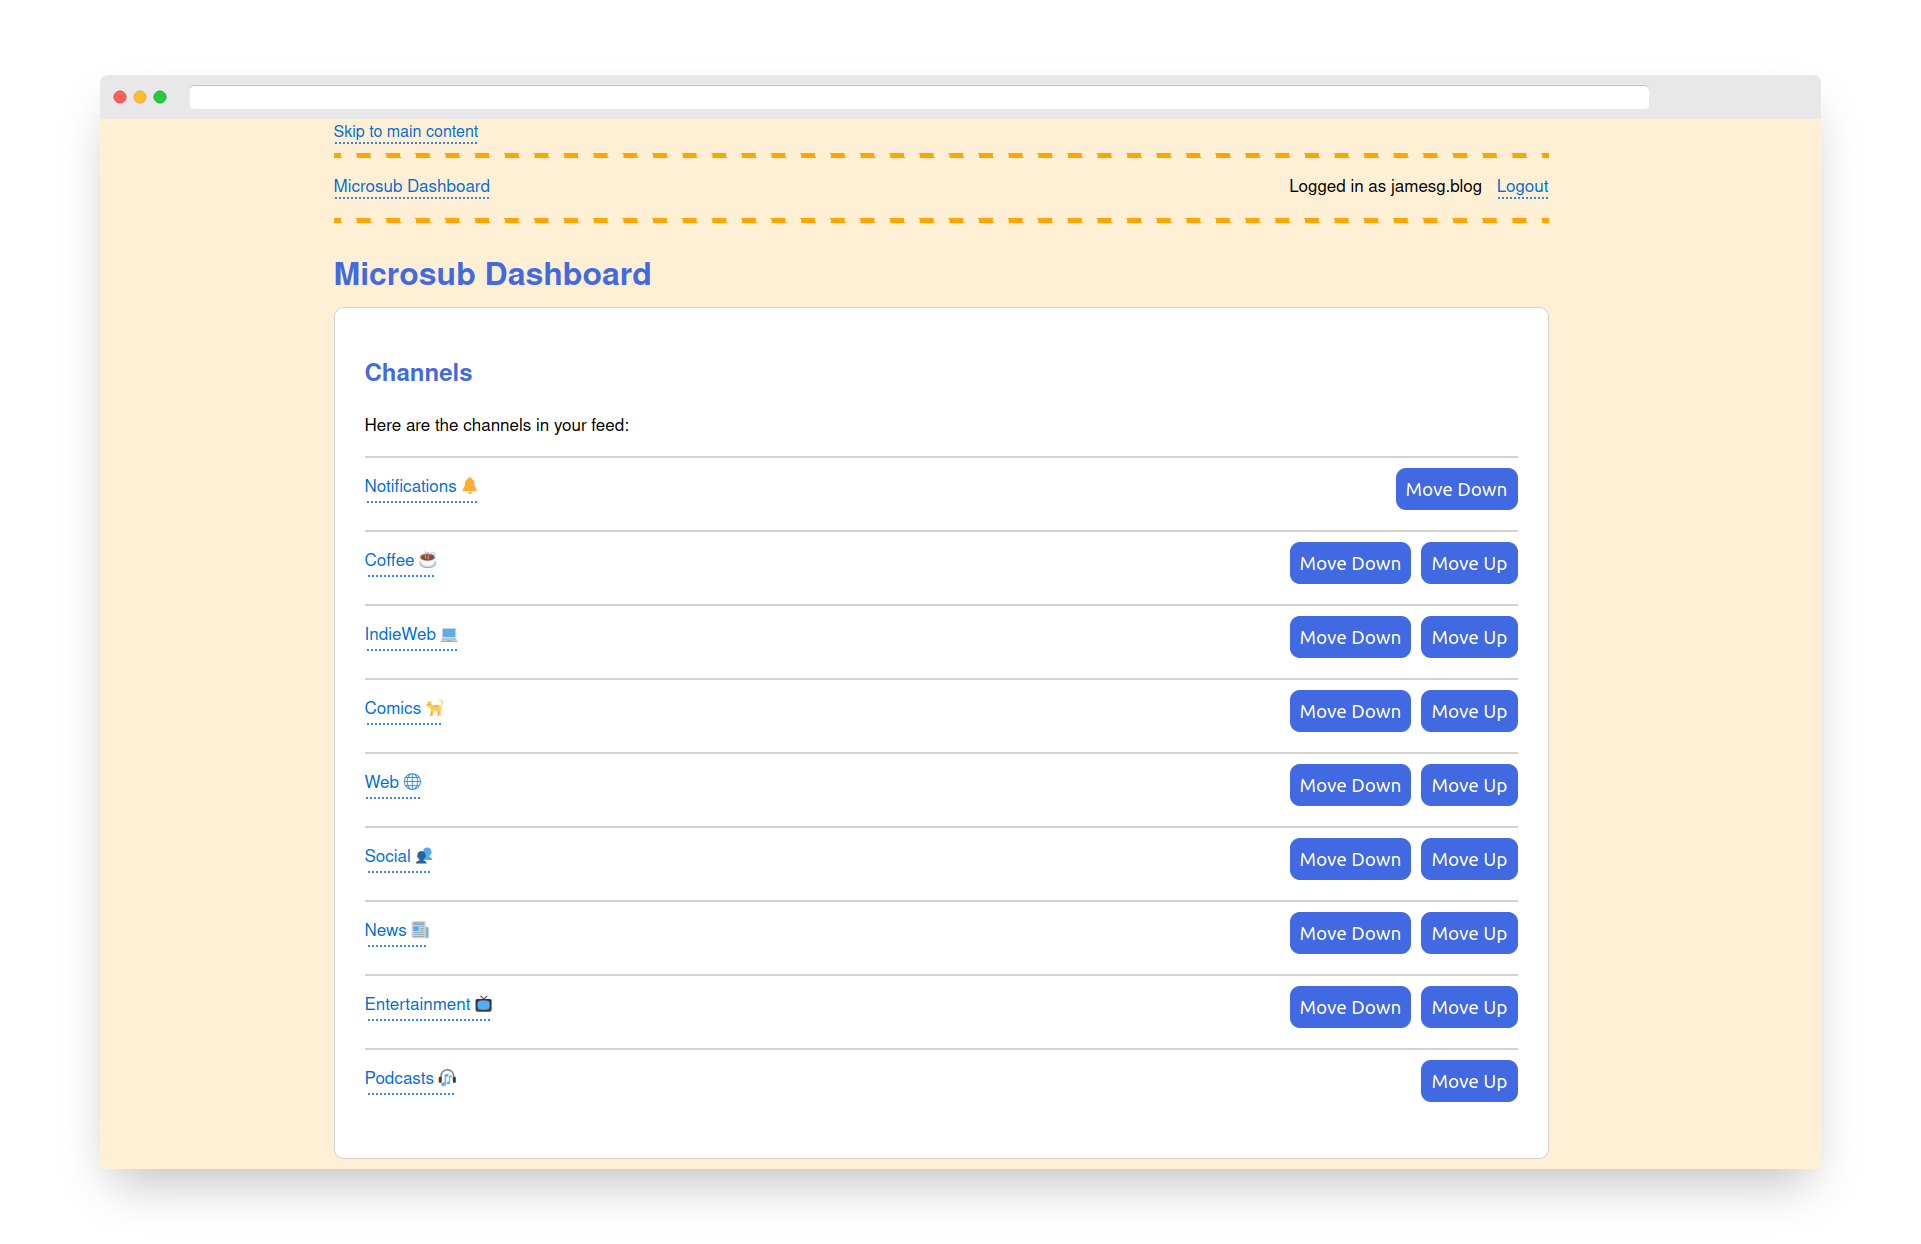 Skip to main content
Microsub Dashboard Logged in as jamesg.blog Logout
Microsub Dashboard
Channels
Here are the channels in your feed:
Notifications 🔔 Move Down
Coffee ☕ Move Down Move Up
IndieWeb 💻 Move Down Move Up
Comics 🐈 Move Down Move Up
Web 🌐 Move Down Move Up
Social 👥 Move Down Move Up
News 📰 Move Down Move Up
Entertainment 📺 Move Down Move Up
Podcasts 🎧 Move Up